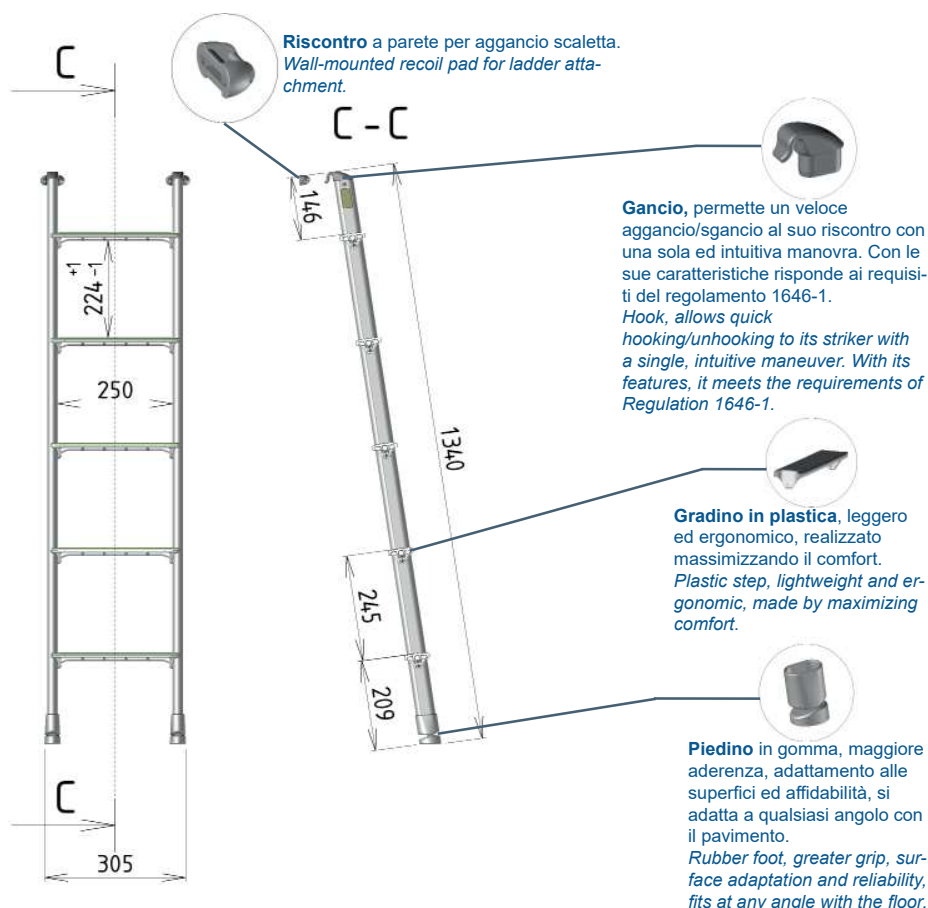 C
Riscontro a parete per aggancio scaletta.
Wall-mounted recoil pad for ladder atta-
chment.
C - C
146
224 +1 -1
250
1340
245
209
C
305
Gancio, permette un veloce
aggancio/sgancio al suo riscontro con
una sola ed intuitiva manovra. Con le
sue caratteristiche risponde ai requisi-
ti del regolamento 1646-1.
Hook, allows quick
hooking/unhooking to its striker with
a single, intuitive maneuver. With its
features, it meets the requirements of
Regulation 1646-1.
Gradino in plastica, leggero
ed ergonomico, realizzato
massimizzando il comfort.
Plastic step, lightweight and er-
gonomic, made by maximizing
comfort.
Piedino in gomma, maggiore
aderenza, adattamento alle
superfici ed affidabilità, si
adatta a qualsiasi angolo con
il pavimento.
Rubber foot, greater grip, sur-
face adaptation and reliability,
fits at any angle with the floor.